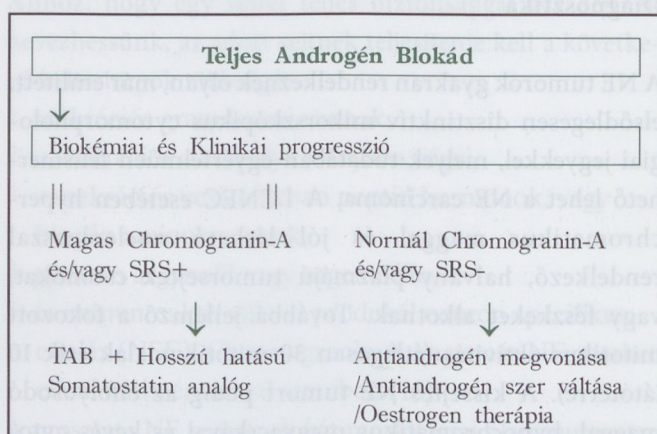 Teljes Androgén Blokád
Biokémiai és Klinikai progresszió
Magas Chromogranin-A
és/vagy SRS+
Normál Chromogranin-A
és/vagy SRS-
TAB + Hosszú hatású
Somatostatin analóg
Antiandrogén megvonása
/Antiandrogén szer váltása
/Oestrogen therápia